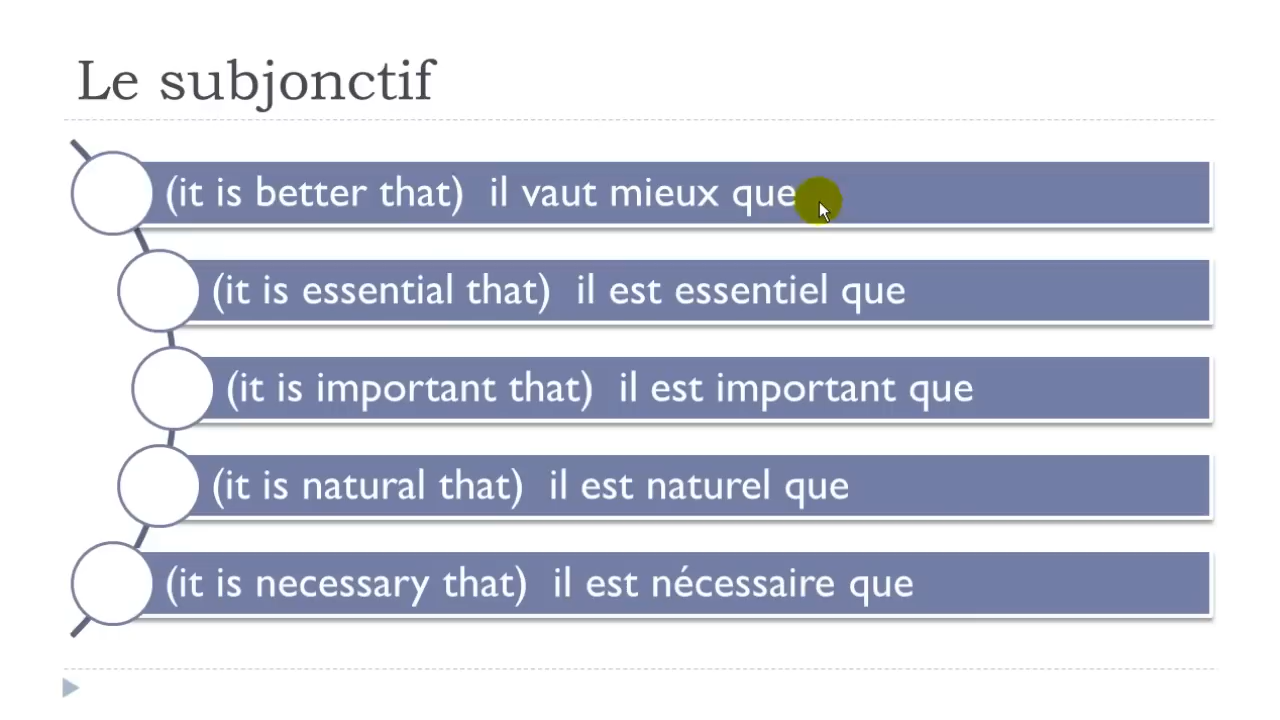 Le subjonctif
(it is better that) il vaut mieux que
(it is essential that) il est essentiel que
(it is important that) il est important que
(it is natural that) il est naturel que
(it is necessary that) il est nécessaire que